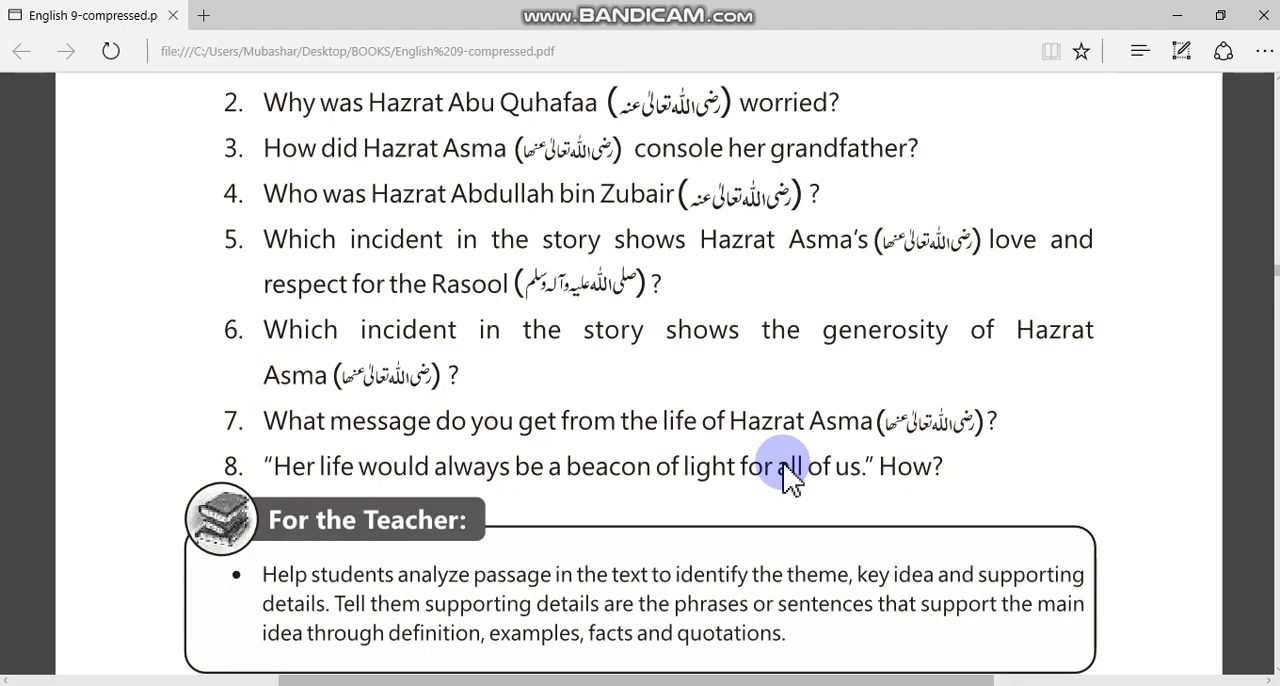 English 9-compressed.p
www.BANDICAM.com
file:///C:/Users/Mubashar/Desktop/BOOKS/English%209-compressed.pdf
2. Why was Hazrat Abu Quhafaa (رضی اللہ تعالیٰ عنہ) worried?
3. How did Hazrat Asma (رضی اللہ تعالیٰ عنھا) console her grandfather?
4. Who was Hazrat Abdullah bin Zubair (رضی اللہ تعالیٰ عنہ) ?
5. Which incident in the story shows Hazrat Asma's (رضی اللہ تعالیٰ عنھا) love and
respect for the Rasool (صلی اللہ علیہ وآلہ وسلم) ?
6. Which incident in the story shows the generosity of Hazrat
Asma (رضی اللہ تعالیٰ عنھا) ?
7. What message do you get from the life of Hazrat Asma (رضی اللہ تعالیٰ عنھا) ?
8. “Her life would always be a beacon of light for all of us.” How?
For the Teacher:
• Help students analyze passage in the text to identify the theme, key idea and supporting
details. Tell them supporting details are the phrases or sentences that support the main
idea through definition, examples, facts and quotations.